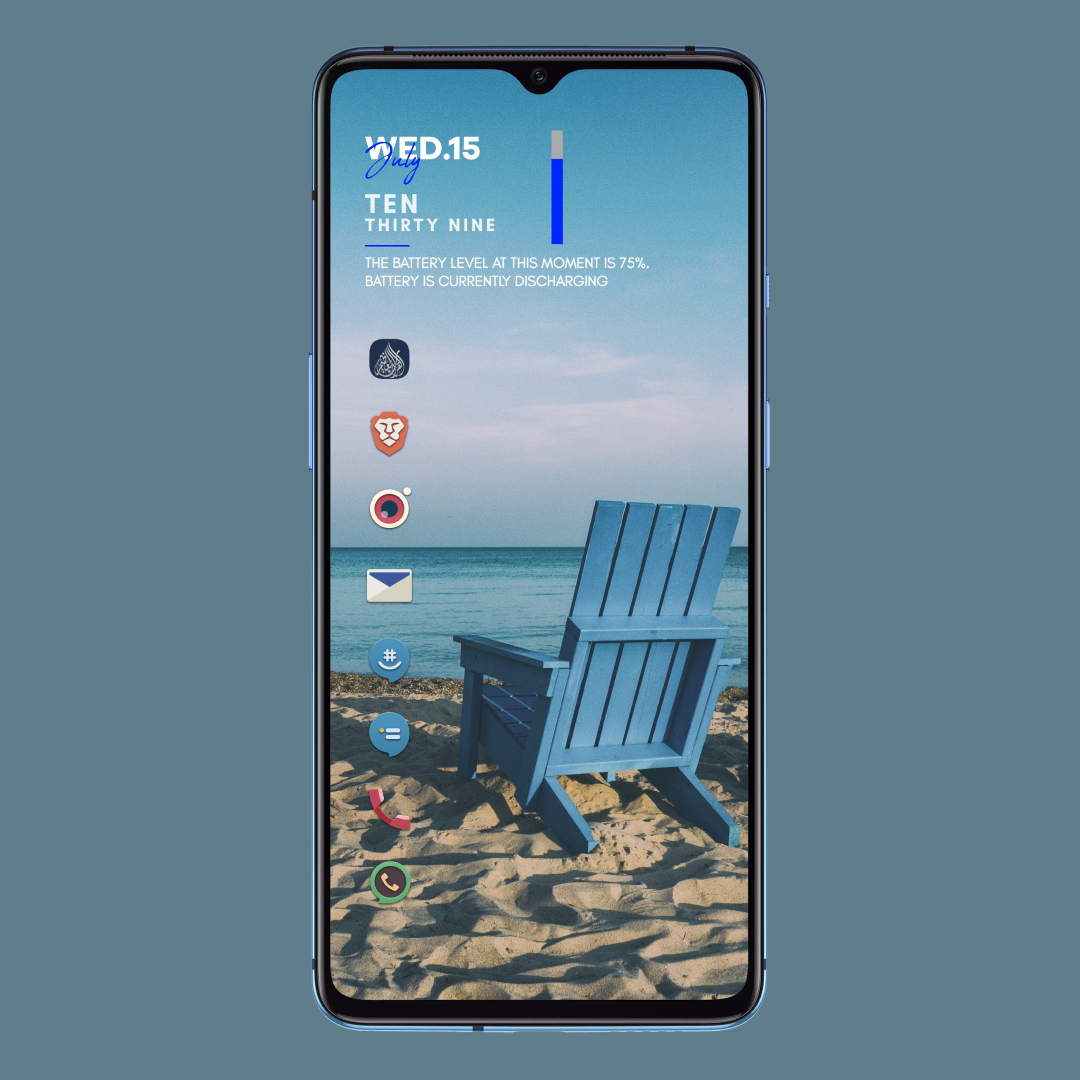 WED.15
July
TEN
THIRTY NINE
THE BATTERY LEVEL AT THIS MOMENT IS 75%.
BATTERY IS CURRENTLY DISCHARGING
#